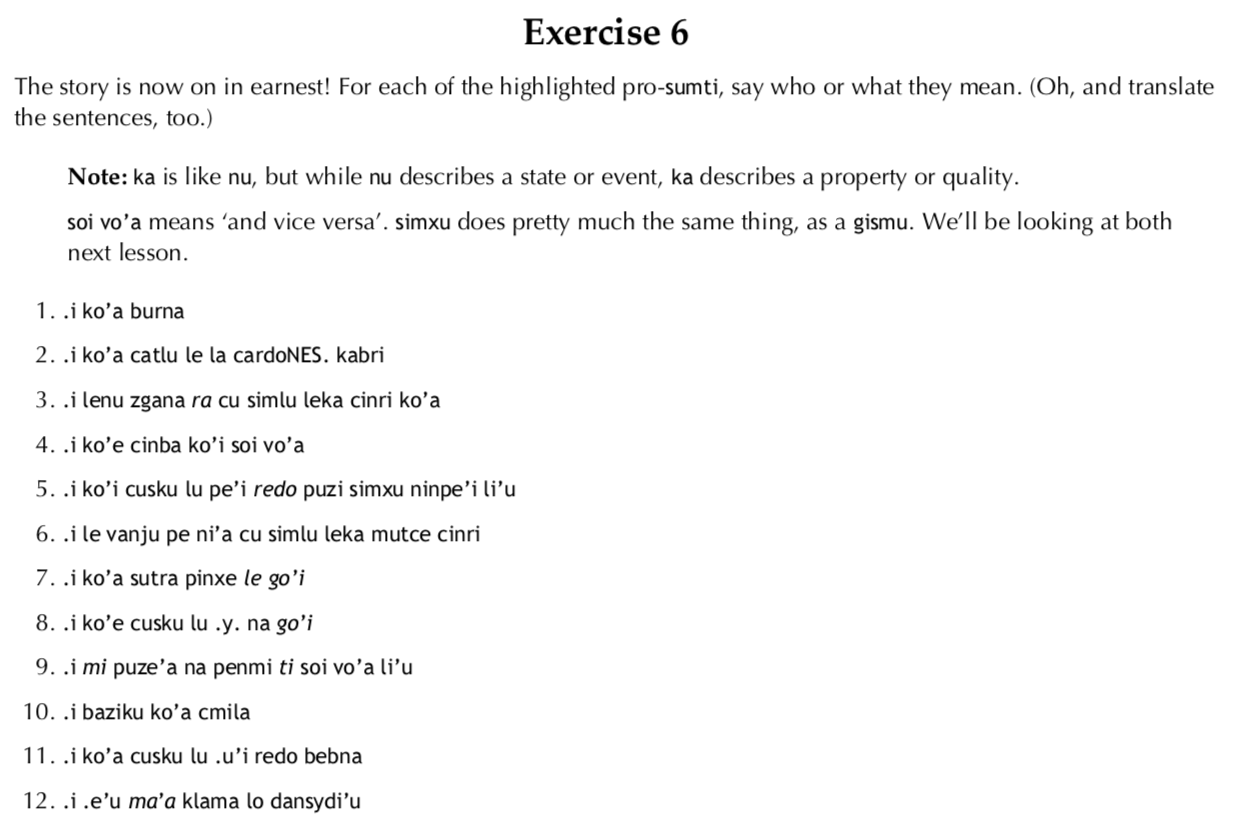 Exercise 6
The story is now on in earnest! For each of the highlighted pro-sumti, say who or what they mean. (Oh, and translate
the sentences, too.)
Note: ka is like nu, but while nu describes a state or event, ka describes a property or quality.
soi vo’a means ‘and vice versa’. simxu does pretty much the same thing, as a gismu. We’ll be looking at both
next lesson.
1. .i ko’a burna
2. .i ko’a catlu le la cardoNES. kabri
3. .i lenu zgana ra cu simlu leka cinri ko’a
4. .i ko’e cinba ko’i soi vo’a
5. .i ko’i cusku lu pe’i redo puzi simxu ninpe’i li’u
6. .i le vanju pe ni’a cu simlu leka mutce cinri
7. .i ko’a sutra pinxe le go’i
8. .i ko’e cusku lu .y. na go’i
9. .i mi puze’a na penmi ti soi vo’a li’u
10. .i baziku ko’a cmila
11. .i ko’a cusku lu .u’i redo bebna
12. .i .e’u ma’a klama lo dansydi’u